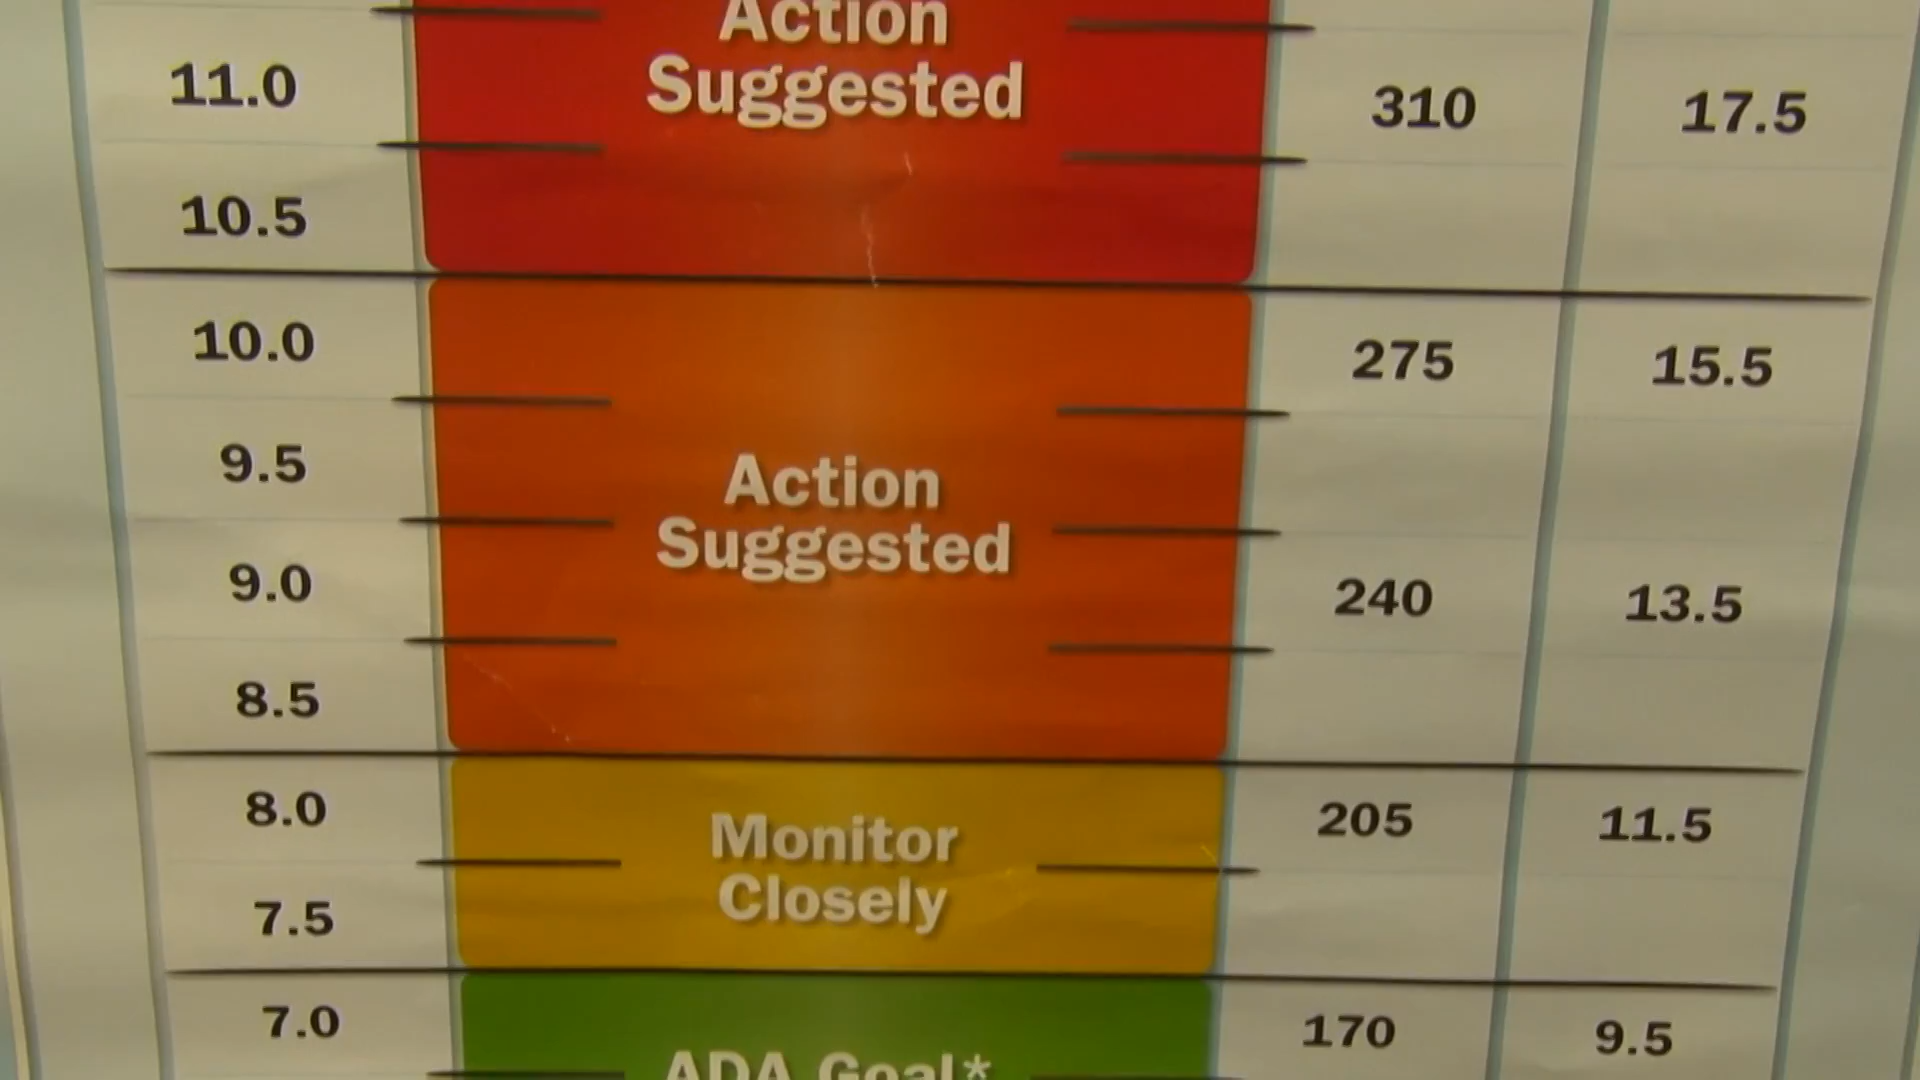 Action
Suggested
11.0 310 17.5
10.5
10.0 275 15.5
9.5
Action
Suggested
9.0 240 13.5
8.5
8.0 205 11.5
Monitor
Closely
7.5
7.0 170 9.5
ADA Goal*